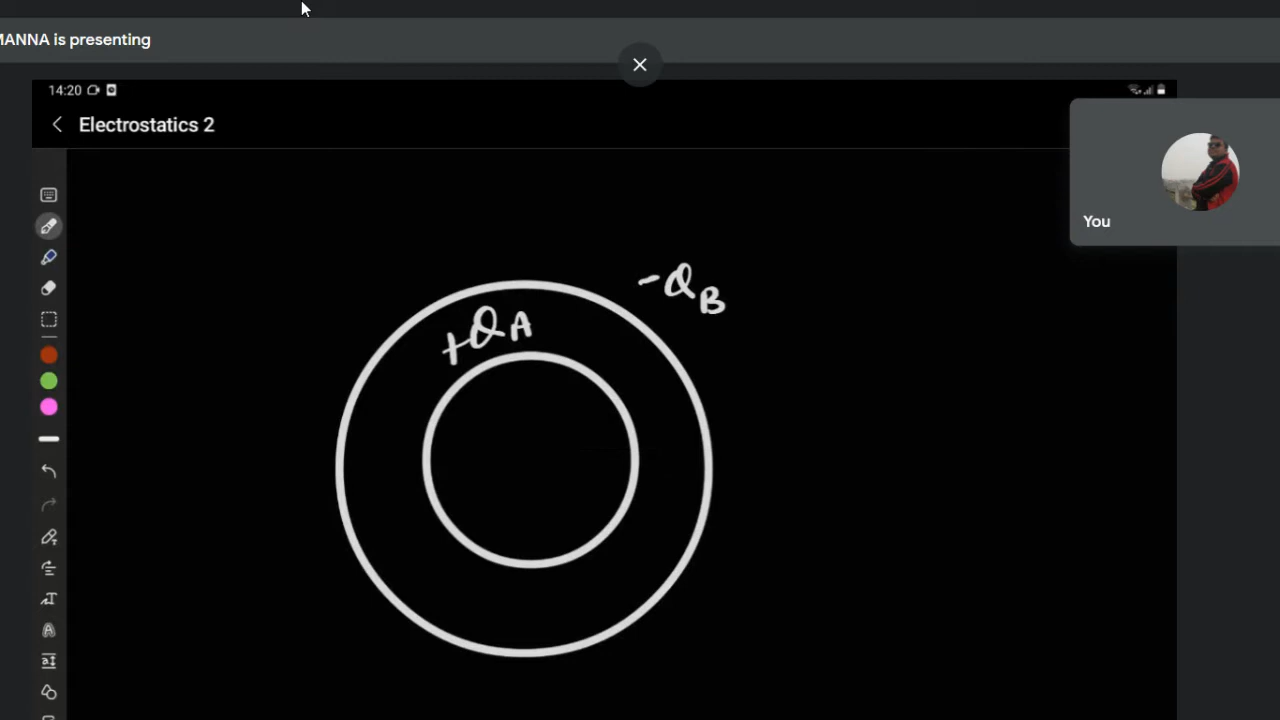 MANNA is presenting
14:20
Electrostatics 2
You
-QB
+QA